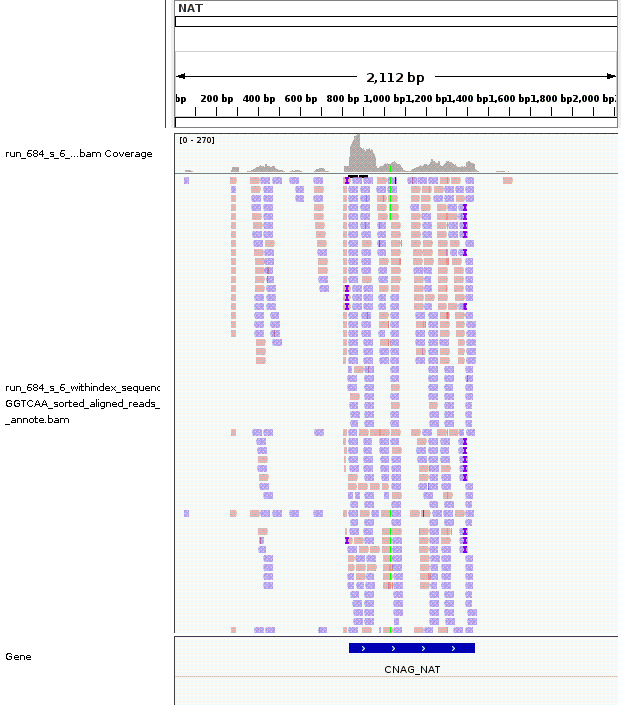 NAT
2,112 bp
bp 200 bp 400 bp 600 bp 800 bp 1,000 bp 1,200 bp 1,400 bp 1,600 bp 1,800 bp 2,000 bp
[0 - 270]
run_684_s_6_...bam Coverage
run_684_s_6_withindex_sequenc
GGTCAA_sorted_aligned_reads_
_annote.bam
Gene
CNAG_NAT